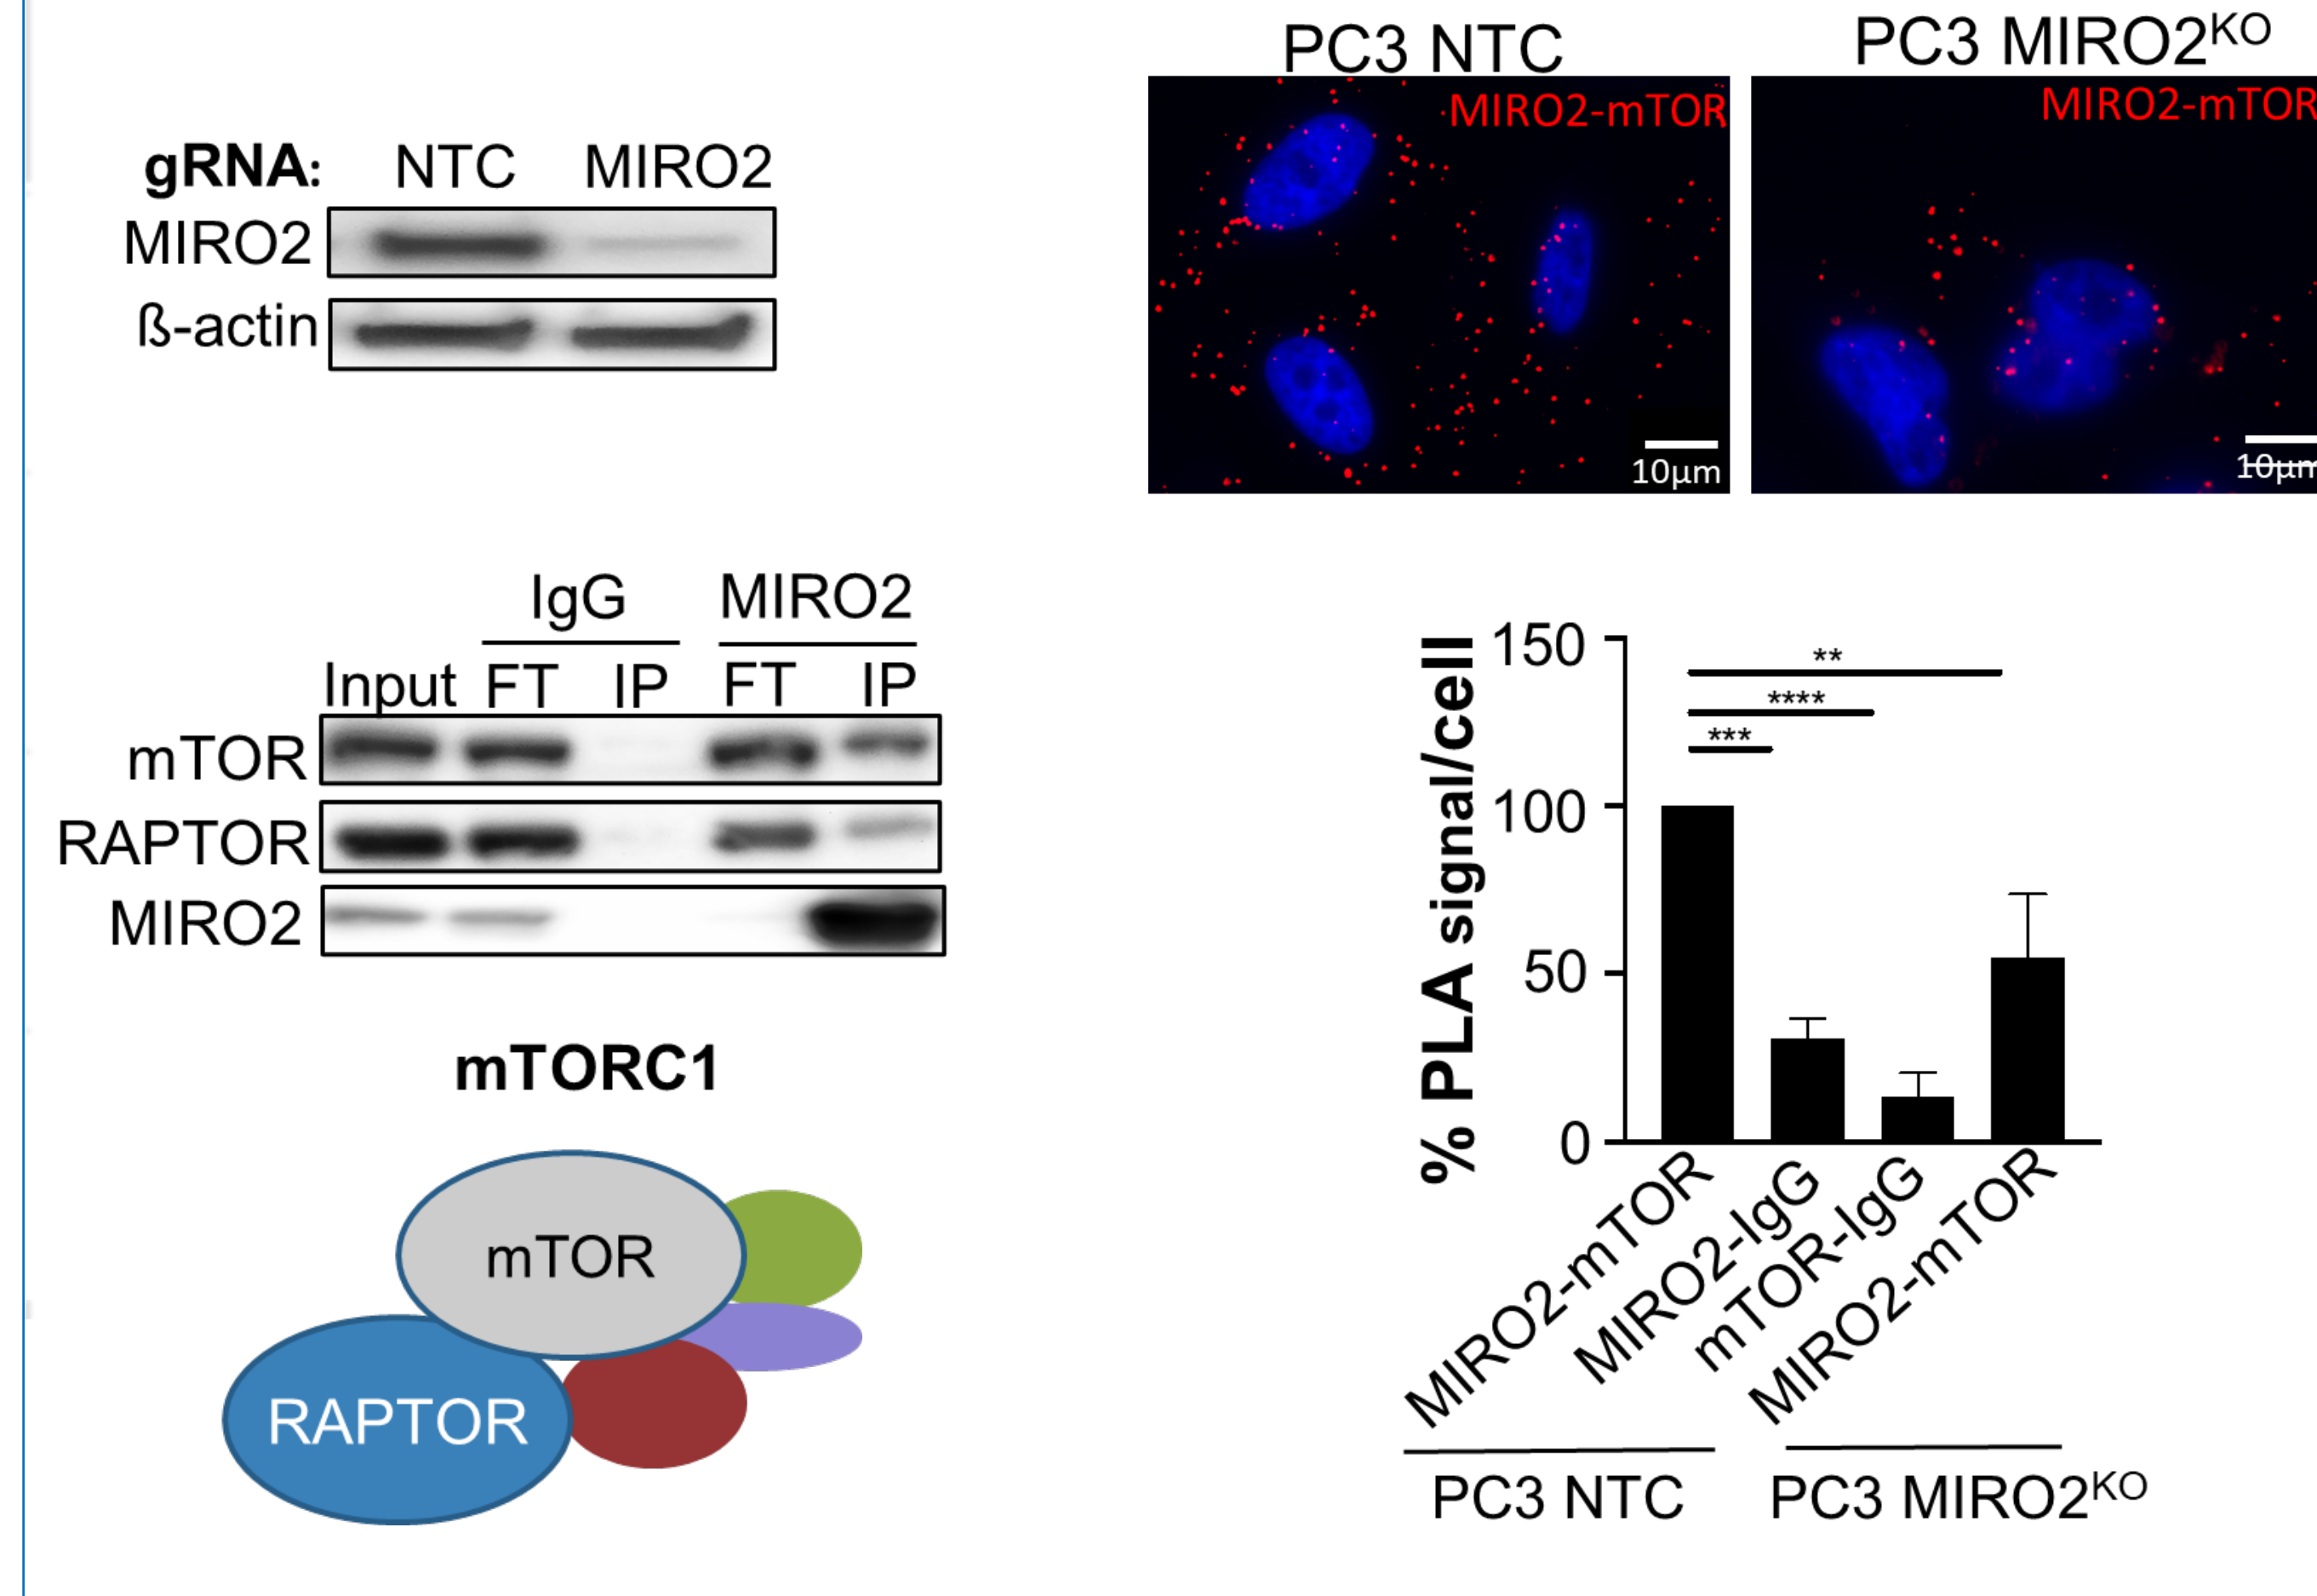 gRNA: NTC MIRO2
MIRO2
ß-actin
IgG MIRO2
Input FT IP FT IP
mTOR
RAPTOR
MIRO2
mTORC1
mTOR
RAPTOR
PC3 NTC
MIRO2-mTOR
10µm
PC3 MIRO2KO
MIRO2-mTOR
10µm
% PLA signal/cell
150
100
50
0
**
****
***
MIRO2-mTOR
MIRO2-IgG
mTOR-IgG
MIRO2-mTOR
PC3 NTC
PC3 MIRO2KO